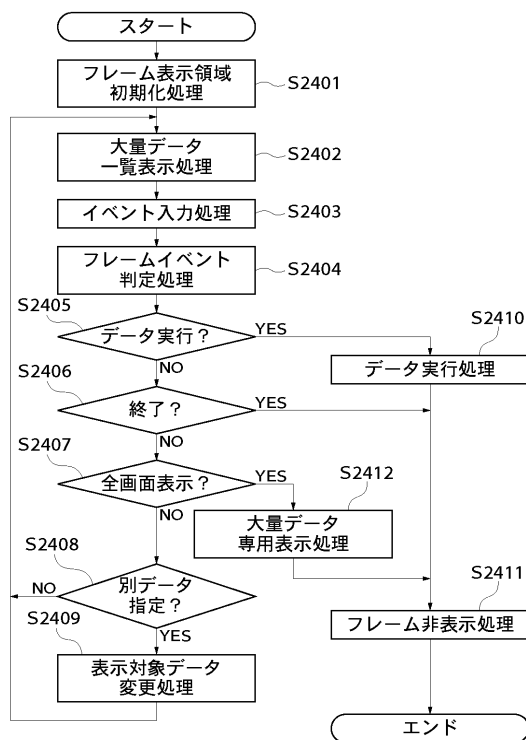 スタート
フレーム表示領域
初期化処理
S2401
大量データ
一覧表示処理
S2402
イベント入力処理
S2403
フレームイベント
判定処理
S2404
S2405
データ実行？
YES
NO
S2410
データ実行処理
S2406
終了？
YES
NO
S2407
全画面表示？
YES
NO
S2412
大量データ
専用表示処理
S2408
別データ
指定？
NO
YES
S2411
フレーム非表示処理
S2409
表示対象データ
変更処理
エンド